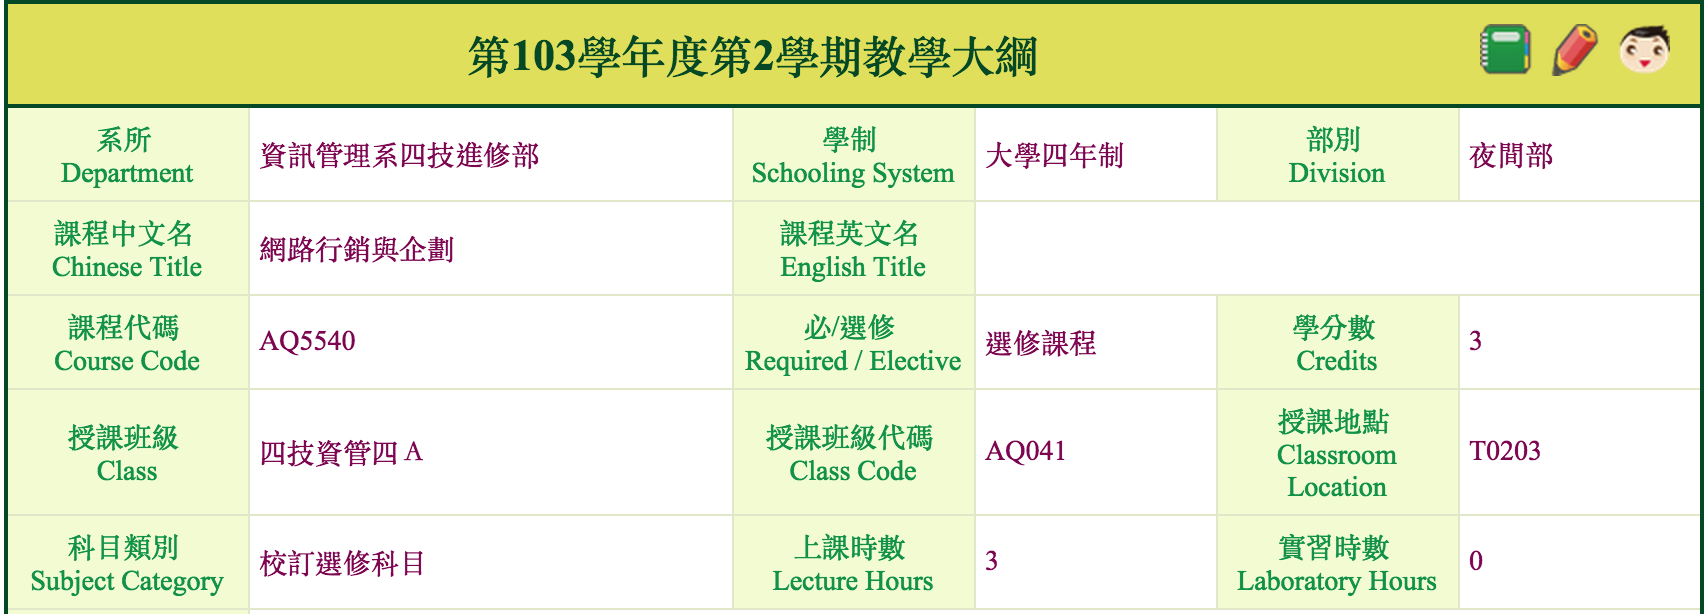 第103學年度第2學期教學大綱
系所
Department
資訊管理系四技進修部
學制
Schooling System
大學四年制
部別
Division
夜間部
課程中文名
Chinese Title
網路行銷與企劃
課程英文名
English Title
課程代碼
Course Code
AQ5540
必/選修
Required / Elective
選修課程
學分數
Credits
3
授課班級
Class
四技資管四Ａ
授課班級代碼
Class Code
AQ041
授課地點
Classroom
Location
T0203
科目類別
Subject Category
校訂選修科目
上課時數
Lecture Hours
3
實習時數
Laboratory Hours
0